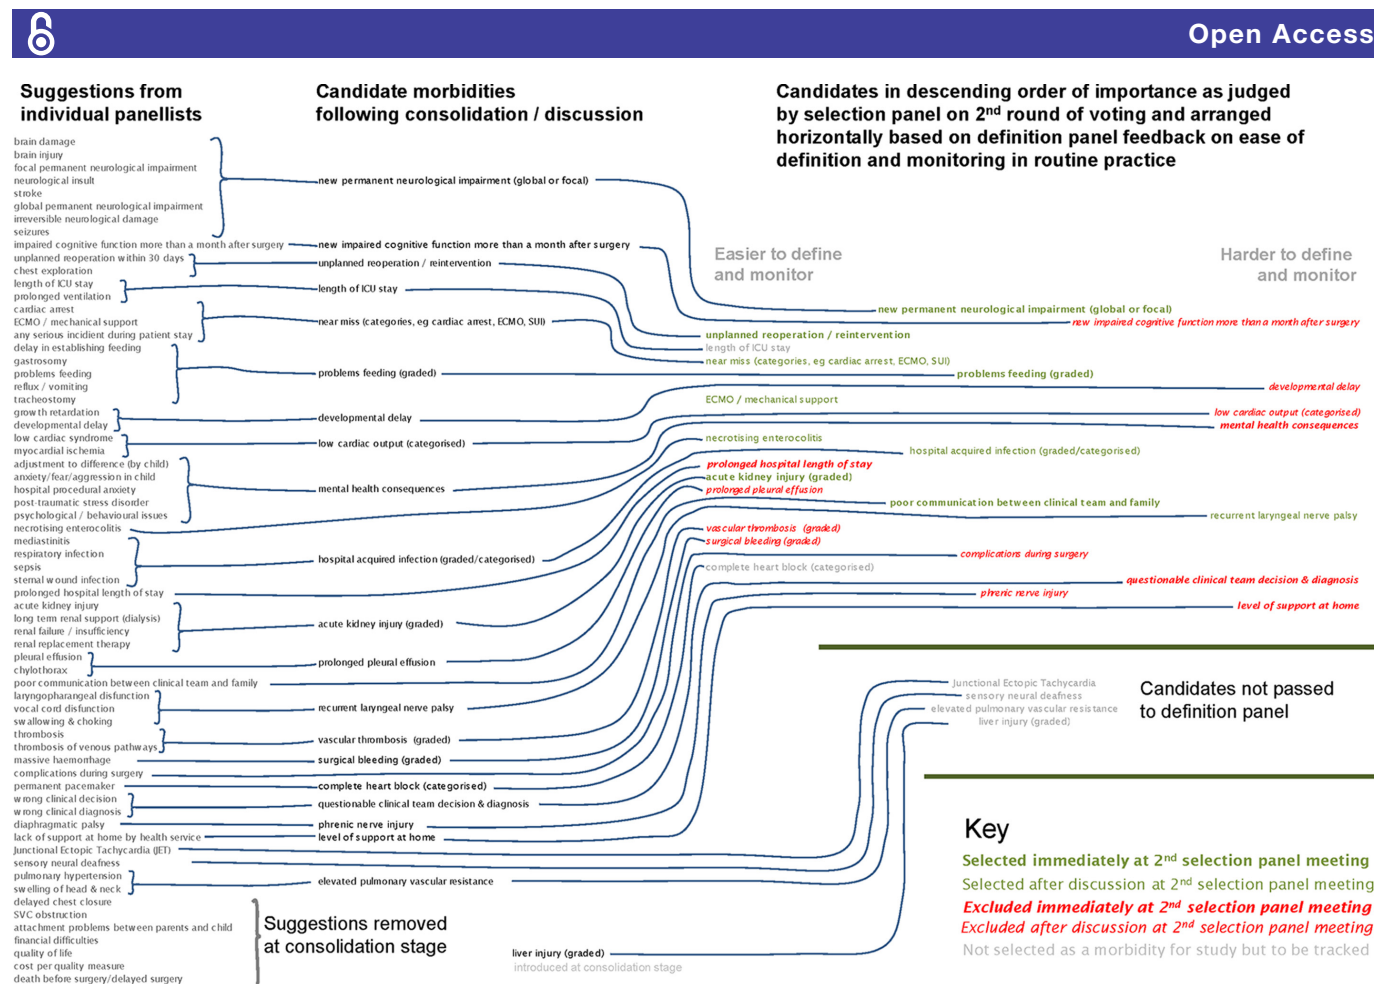 Open Access
Suggestions from
individual panellists
Candidate morbidities
following consolidation / discussion
Candidates in descending order of importance as judged
by selection panel on 2nd round of voting and arranged
horizontally based on definition panel feedback on ease of
definition and monitoring in routine practice
brain damage
brain injury
focal permanent neurological impairment
neurological insult
stroke
global permanent neurological impairment
irreversible neurological damage
seizures
impaired cognitive function more than a month after surgery
unplanned reoperation within 30 days
chest exploration
length of ICU stay
prolonged ventilation
cardiac arrest
ECMO / mechanical support
any serious incident during patient stay
delay in establishing feeding
gastrosomy
problems feeding
reflux / vomiting
tracheostomy
growth retardation
developmental delay
low cardiac syndrome
myocardial ischemia
adjustment to difference (by child)
anxiety/fear/aggression in child
hospital procedural anxiety
post-traumatic stress disorder
psychological / behavioural issues
necrotising enterocolitis
mediastinitis
respiratory infection
sepsis
sternal wound infection
prolonged hospital length of stay
acute kidney injury
long term renal support (dialysis)
renal failure / insufficiency
renal replacement therapy
pleural effusion
chylothorax
poor communication between clinical team and family
laryngopharangeal disfunction
vocal cord disfunction
swallowing & choking
thrombosis
thrombosis of venous pathways
massive haemorrhage
complications during surgery
permanent pacemaker
wrong clinical decision
wrong clinical diagnosis
diaphragmatic palsy
lack of support at home by health service
Junctional Ectopic Tachycardia (JET)
sensory neural deafness
pulmonary hypertension
swelling of head & neck
delayed chest closure
SVC obstruction
attachment problems between parents and child
financial difficulties
quality of life
cost per quality measure
death before surgery/delayed surgery
Suggestions removed
at consolidation stage
new permanent neurological impairment (global or focal)
new impaired cognitive function more than a month after surgery
unplanned reoperation / reintervention
length of ICU stay
near miss (categories, eg cardiac arrest, ECMO, SUI)
problems feeding (graded)
developmental delay
low cardiac output (categorised)
mental health consequences
hospital acquired infection (graded/categorised)
acute kidney injury (graded)
prolonged pleural effusion
recurrent laryngeal nerve palsy
vascular thrombosis (graded)
surgical bleeding (graded)
complete heart block (categorised)
questionable clinical team decision & diagnosis
phrenic nerve injury
level of support at home
elevated pulmonary vascular resistance
liver injury (graded)
introduced at consolidation stage
Easier to define
and monitor
Harder to define
and monitor
new permanent neurological impairment (global or focal)
new impaired cognitive function more than a month after surgery
unplanned reoperation / reintervention
length of ICU stay
near miss (categories, eg cardiac arrest, ECMO, SUI)
problems feeding (graded)
developmental delay
ECMO / mechanical support
low cardiac output (categorised)
mental health consequences
necrotising enterocolitis
hospital acquired infection (graded/categorised)
prolonged hospital length of stay
acute kidney injury (graded)
prolonged pleural effusion
poor communication between clinical team and family
recurrent laryngeal nerve palsy
vascular thrombosis (graded)
surgical bleeding (graded)
complications during surgery
complete heart block (categorised)
questionable clinical team decision & diagnosis
phrenic nerve injury
level of support at home
Junctional Ectopic Tachycardia
sensory neural deafness
elevated pulmonary vascular resistance
liver injury (graded)
Candidates not passed
to definition panel
Key
Selected immediately at 2nd selection panel meeting
Selected after discussion at 2nd selection panel meeting
Excluded immediately at 2nd selection panel meeting
Excluded after discussion at 2nd selection panel meeting
Not selected as a morbidity for study but to be tracked